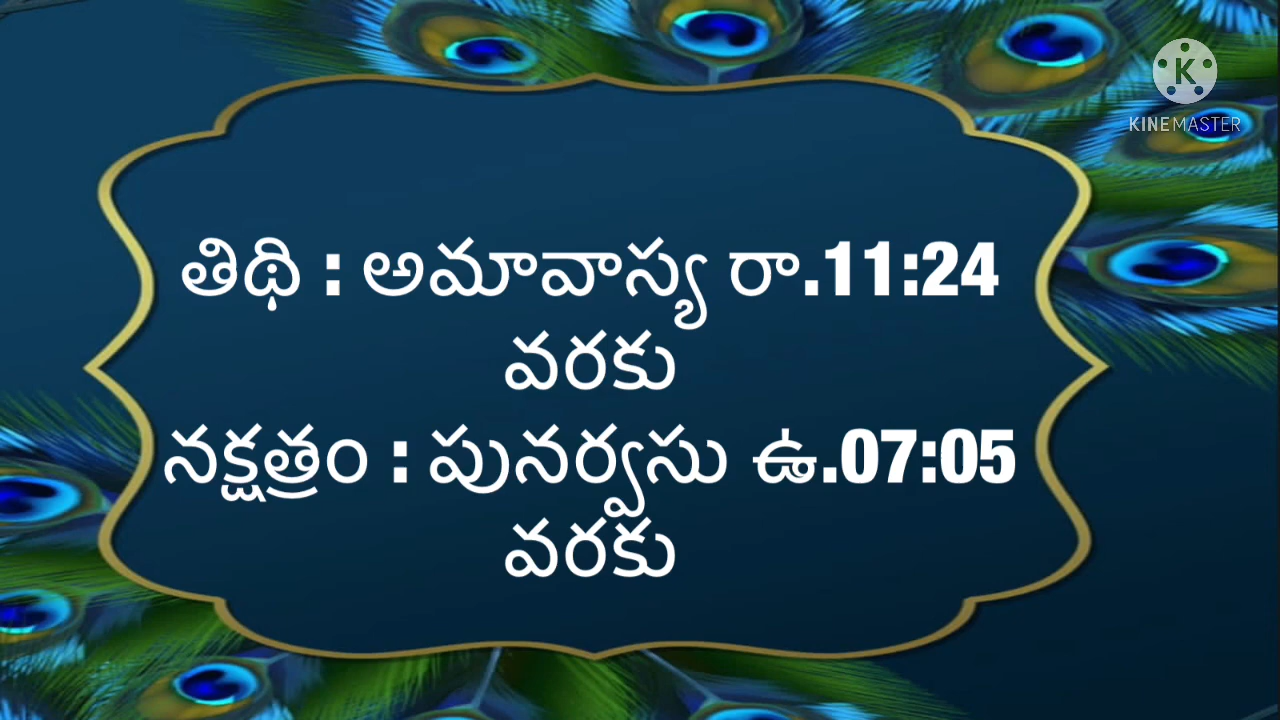 KINEMASTER
తిథి : అమావాస్య రా.11:24
వరకు
నక్షత్రం : పునర్వసు ఉ.07:05
వరకు